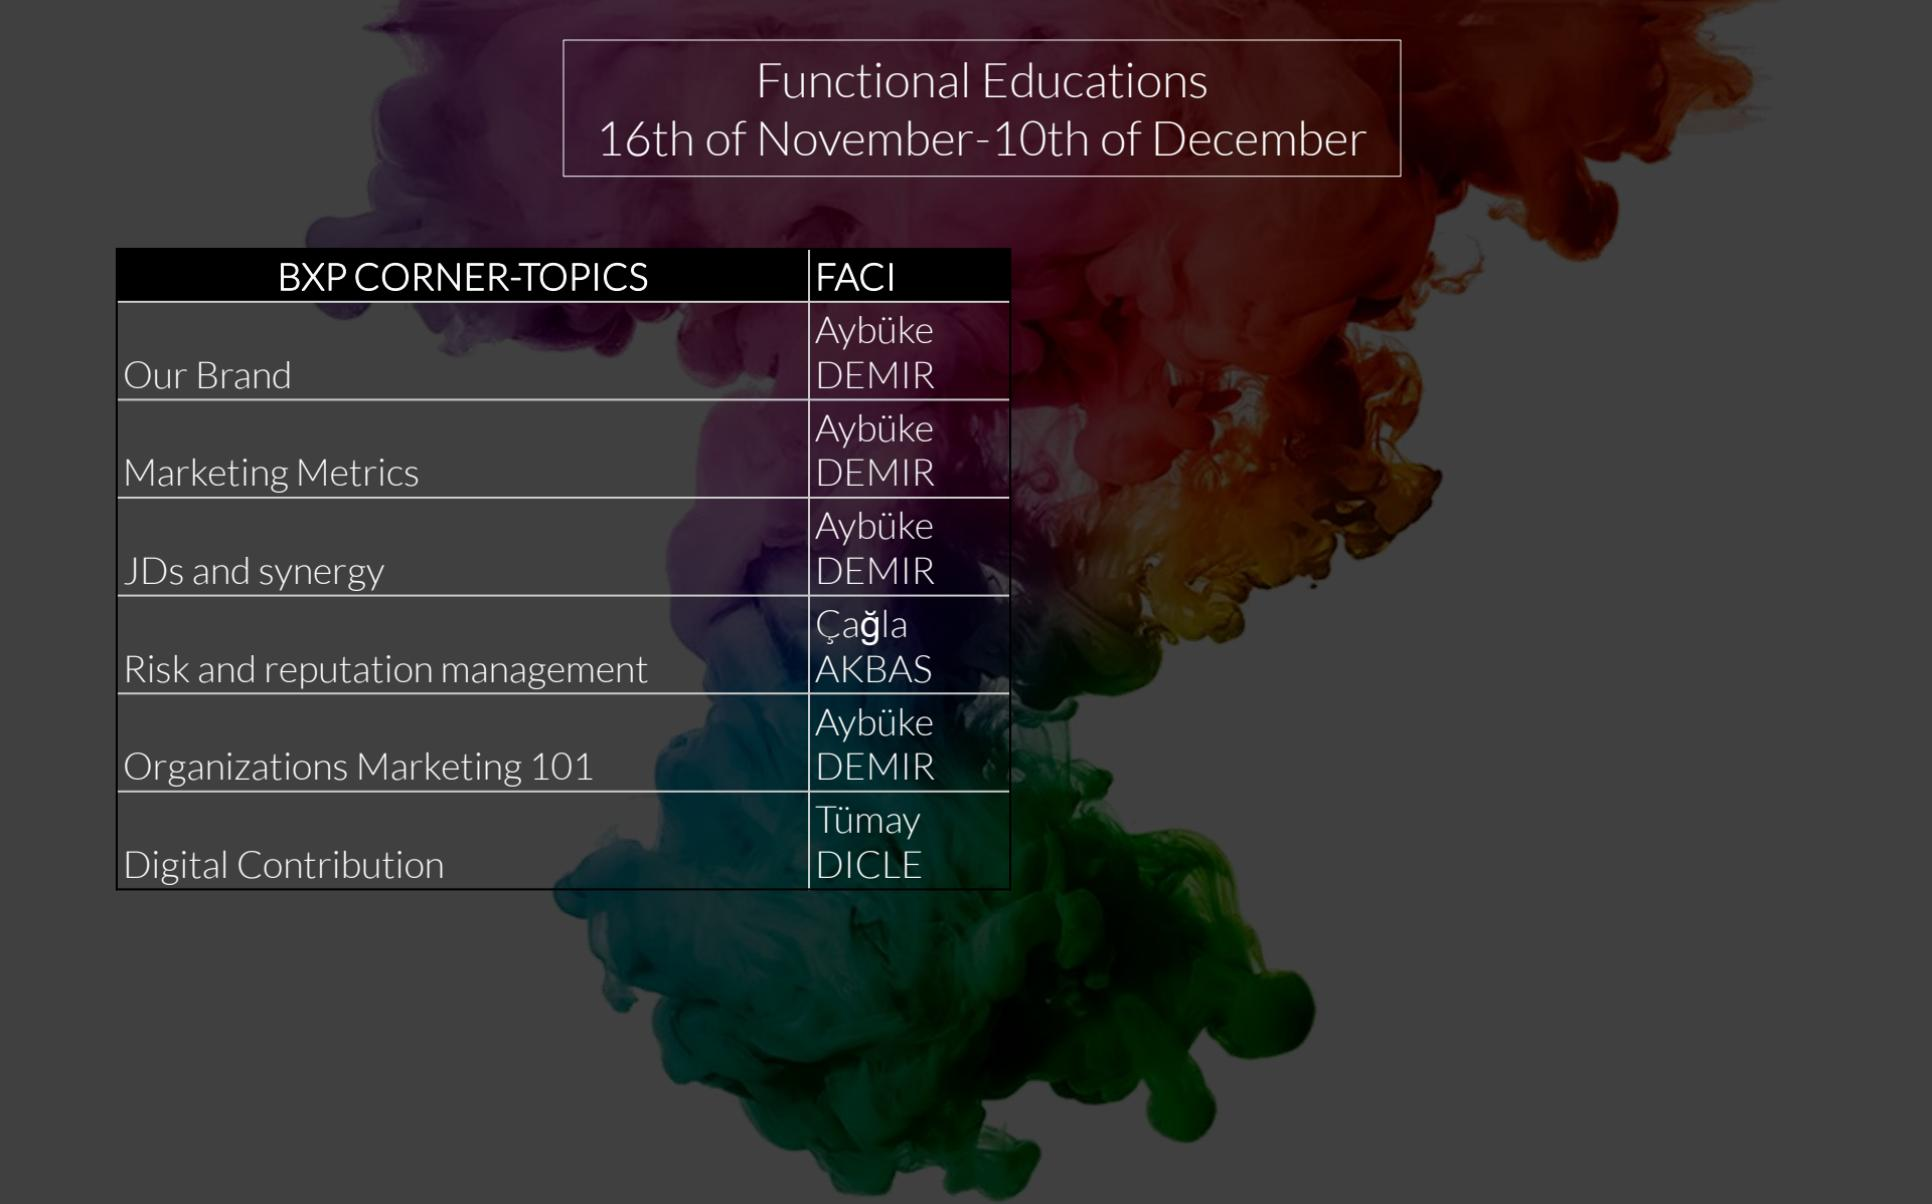 Functional Educations
16th of November-10th of December
BXP CORNER-TOPICS FACI
Our Brand Aybüke
DEMIR
Marketing Metrics Aybüke
DEMIR
JDs and synergy Aybüke
DEMIR
Risk and reputation management Çağla
AKBAS
Organizations Marketing 101 Aybüke
DEMIR
Digital Contribution Tümay
DICLE